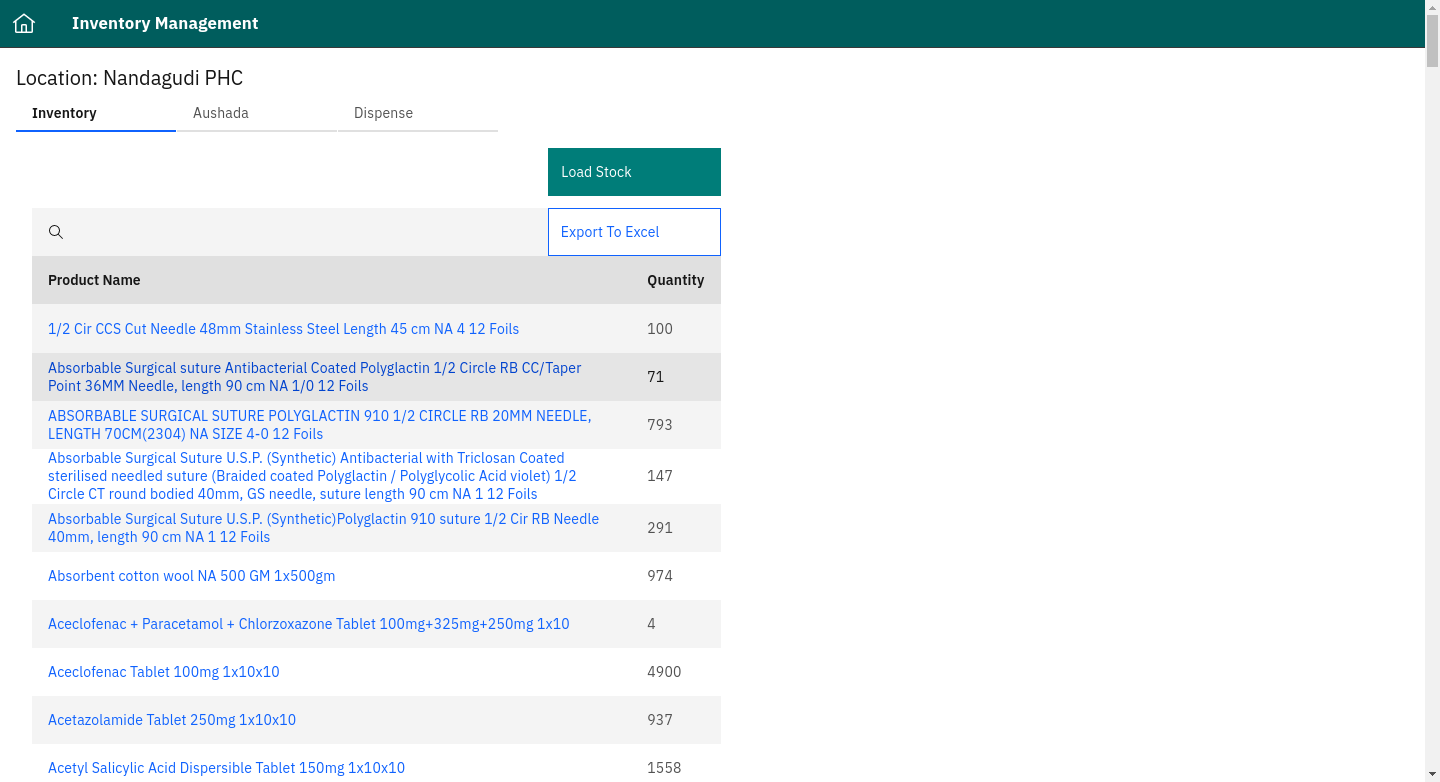 Inventory Management
Location: Nandagudi PHC
Inventory
Aushada
Dispense
Load Stock
Export To Excel
Product Name
Quantity
1/2 Cir CCS Cut Needle 48mm Stainless Steel Length 45 cm NA 4 12 Foils
100
Absorbable Surgical suture Antibacterial Coated Polyglactin 1/2 Circle RB CC/Taper
Point 36MM Needle, length 90 cm NA 1/0 12 Foils
71
ABSORBABLE SURGICAL SUTURE POLYGLACTIN 910 1/2 CIRCLE RB 20MM NEEDLE,
LENGTH 70CM(2304) NA SIZE 4-0 12 Foils
793
Absorbable Surgical Suture U.S.P. (Synthetic) Antibacterial with Triclosan Coated
sterilised needled suture (Braided coated Polyglactin / Polyglycolic Acid violet) 1/2
Circle CT round bodied 40mm, GS needle, suture length 90 cm NA 1 12 Foils
147
Absorbable Surgical Suture U.S.P. (Synthetic)Polyglactin 910 suture 1/2 Cir RB Needle
40mm, length 90 cm NA 1 12 Foils
291
Absorbent cotton wool NA 500 GM 1x500gm
974
Aceclofenac + Paracetamol + Chlorzoxazone Tablet 100mg+325mg+250mg 1x10
4
Aceclofenac Tablet 100mg 1x10x10
4900
Acetazolamide Tablet 250mg 1x10x10
937
Acetyl Salicylic Acid Dispersible Tablet 150mg 1x10x10
1558